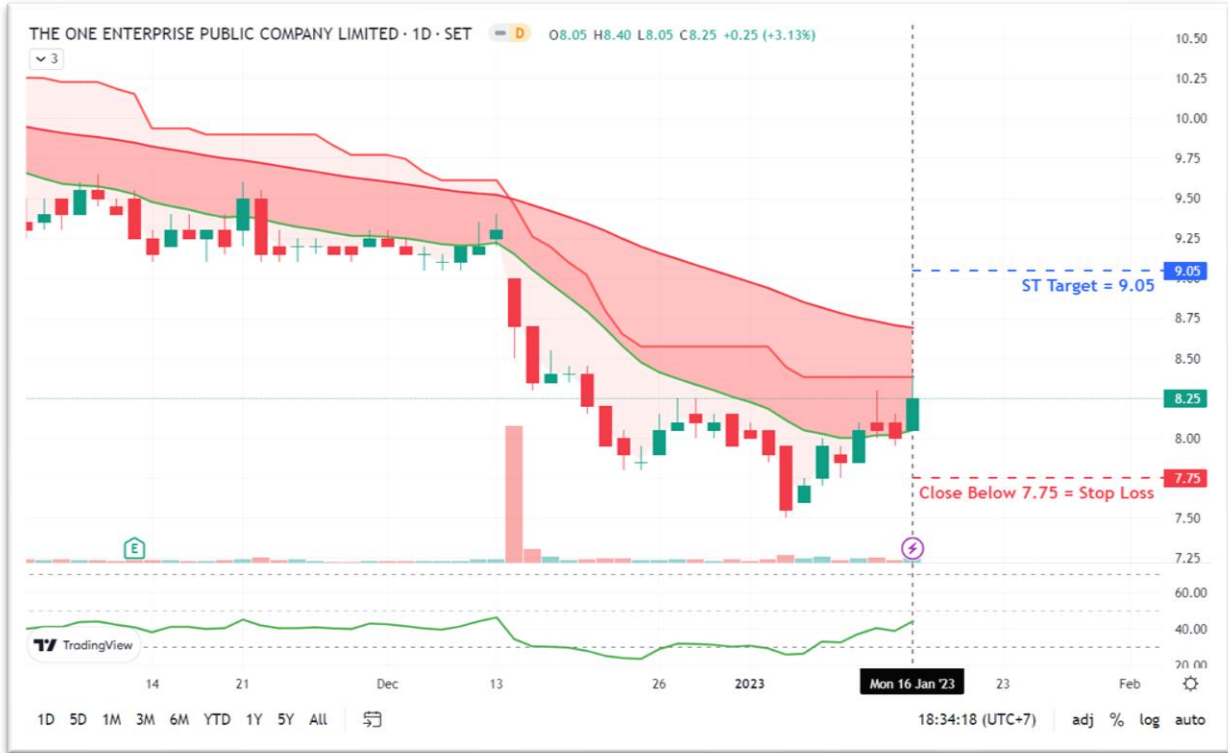 THE ONE ENTERPRISE PUBLIC COMPANY LIMITED · 1D · SET D O8.05 H8.40 L8.05 C8.25 +0.25 (+3.13%)
3
10.50
10.25
10.00
9.75
9.50
9.25
9.05
ST Target = 9.05
9.00
8.75
8.50
8.25
8.00
7.75
Close Below 7.75 = Stop Loss
7.50
E
7.25
60.00
40.00
TradingView
20.00
14 21 Dec 13 26 2023 Mon 16 Jan '23 23 Feb
1D 5D 1M 3M 6M YTD 1Y 5Y All 18:34:18 (UTC+7) adj % log auto